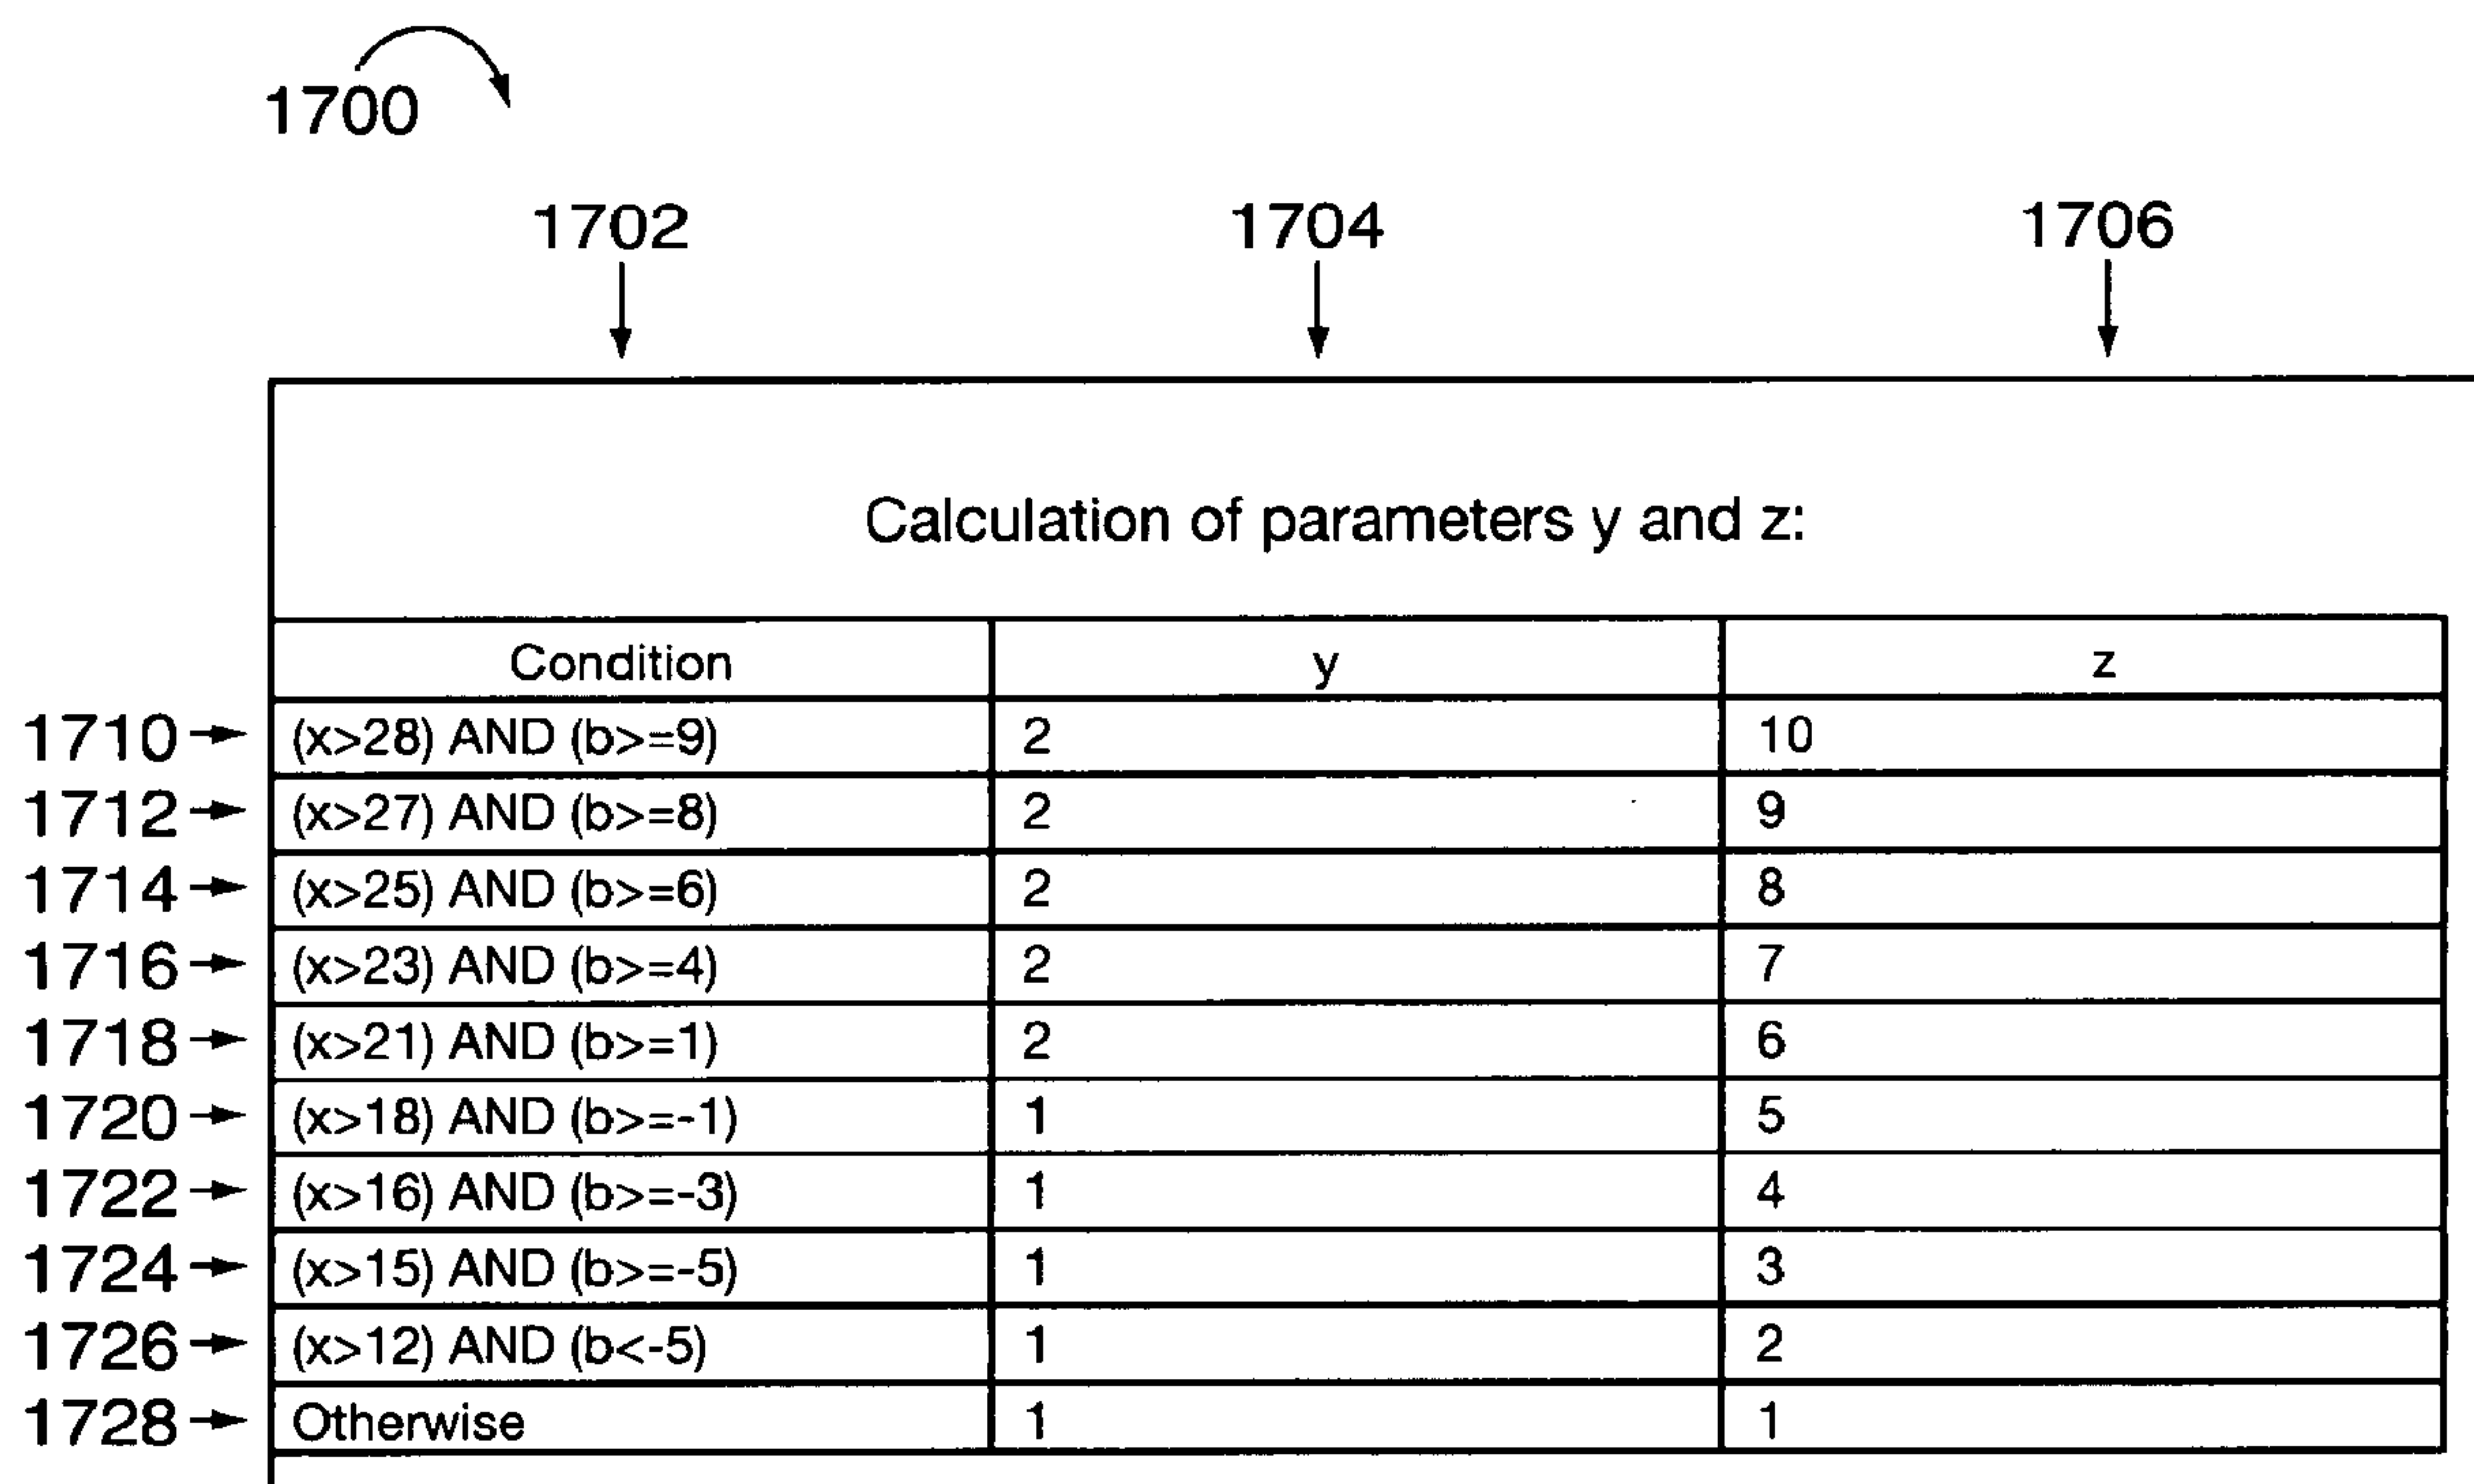 1700
1702 1704 1706
Calculation of parameters y and z:
Condition y z
1710 (x>28) AND (b>=9) 2 10
1712 (x>27) AND (b>=8) 2 9
1714 (x>25) AND (b>=6) 2 8
1716 (x>23) AND (b>=4) 2 7
1718 (x>21) AND (b>=1) 2 6
1720 (x>18) AND (b>=-1) 1 5
1722 (x>16) AND (b>=-3) 1 4
1724 (x>15) AND (b>=-5) 1 3
1726 (x>12) AND (b<-5) 1 2
1728 Otherwise 1 1